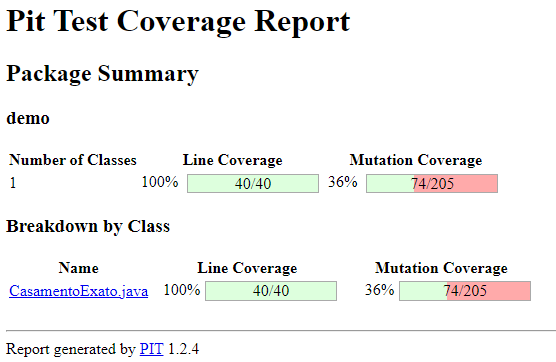 Pit Test Coverage Report
Package Summary
demo
Number of Classes Line Coverage Mutation Coverage
1 100% 40/40 36% 74/205
Breakdown by Class
Name Line Coverage Mutation Coverage
CasamentoExato.java 100% 40/40 36% 74/205
Report generated by PIT 1.2.4